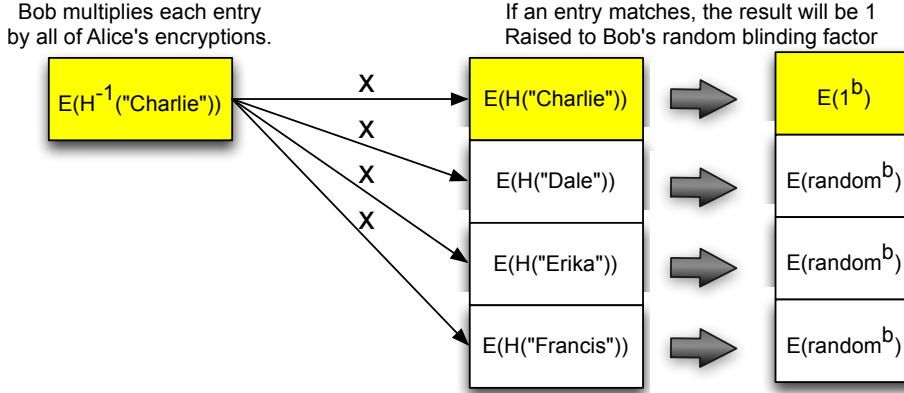 Bob multiplies each entry
by all of Alice's encryptions.
If an entry matches, the result will be 1
Raised to Bob's random blinding factor
E(H⁻¹("Charlie"))
X
X
X
X
E(H("Charlie"))
E(1ᵇ)
E(H("Dale"))
E(randomᵇ)
E(H("Erika"))
E(randomᵇ)
E(H("Francis"))
E(randomᵇ)